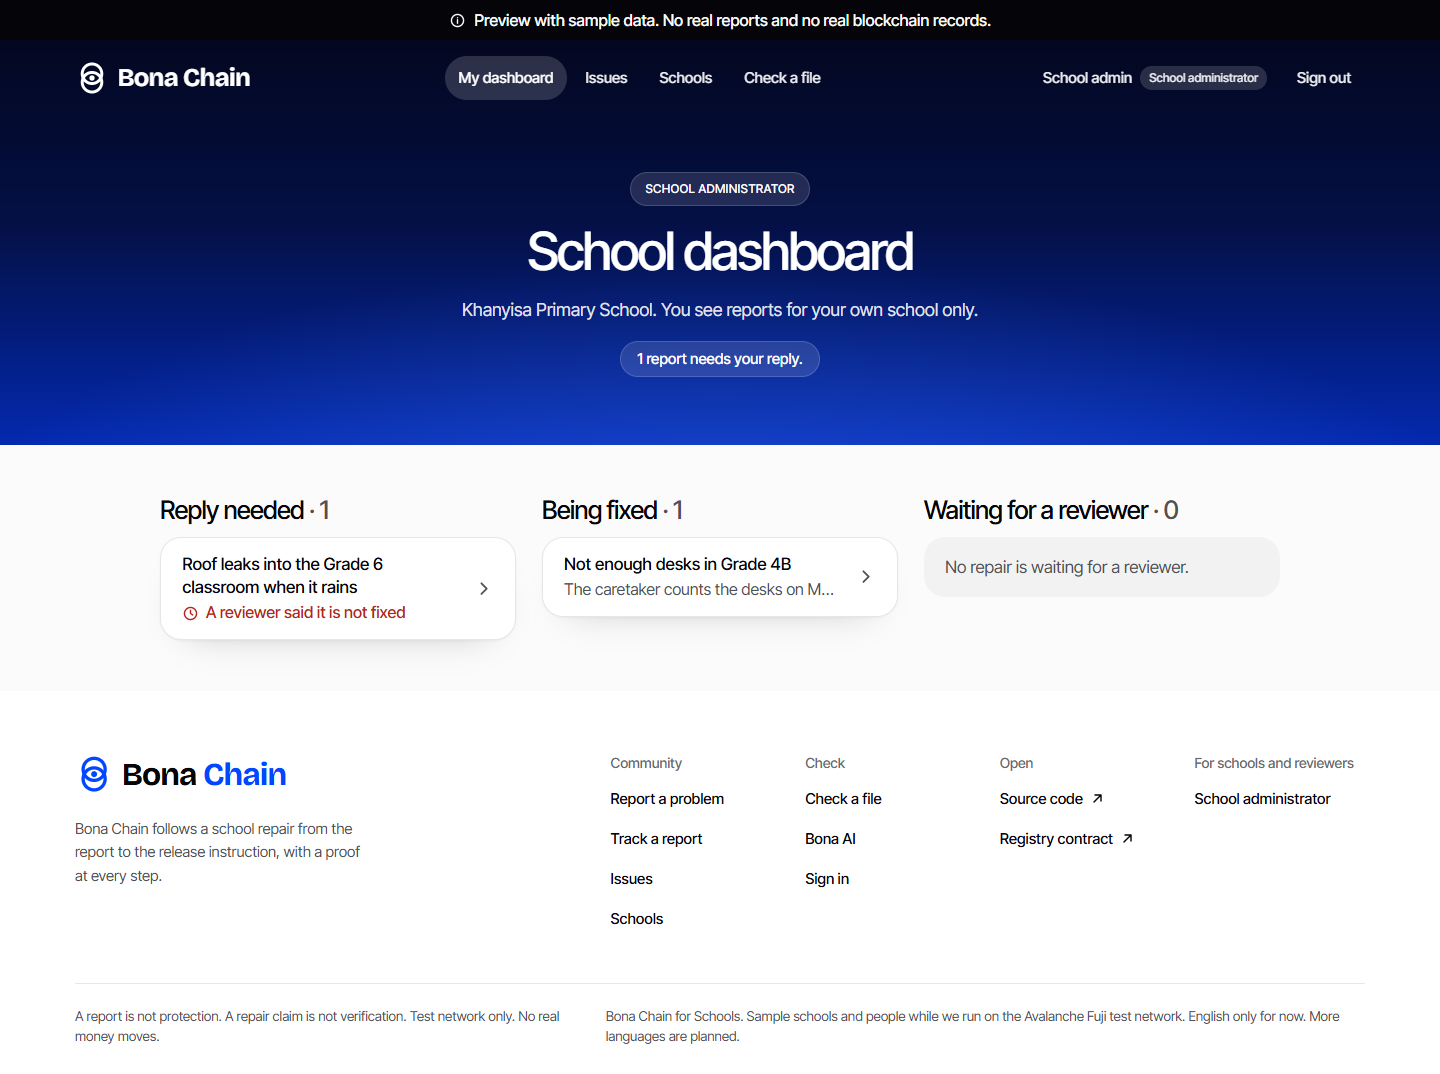 Preview with sample data. No real reports and no real blockchain records.
Bona Chain
My dashboard
Issues
Schools
Check a file
School admin
School administrator
Sign out
SCHOOL ADMINISTRATOR
School dashboard
Khanyisa Primary School. You see reports for your own school only.
1 report needs your reply.
Reply needed · 1
Roof leaks into the Grade 6
classroom when it rains
A reviewer said it is not fixed
Being fixed · 1
Not enough desks in Grade 4B
The caretaker counts the desks on M...
Waiting for a reviewer · 0
No repair is waiting for a reviewer.
Bona Chain
Bona Chain follows a school repair from the
report to the release instruction, with a proof
at every step.
Community
Report a problem
Track a report
Issues
Schools
Check
Check a file
Bona AI
Sign in
Open
Source code
Registry contract
For schools and reviewers
School administrator
A report is not protection. A repair claim is not verification. Test network only. No real
money moves.
Bona Chain for Schools. Sample schools and people while we run on the Avalanche Fuji test network. English only for now. More
languages are planned.